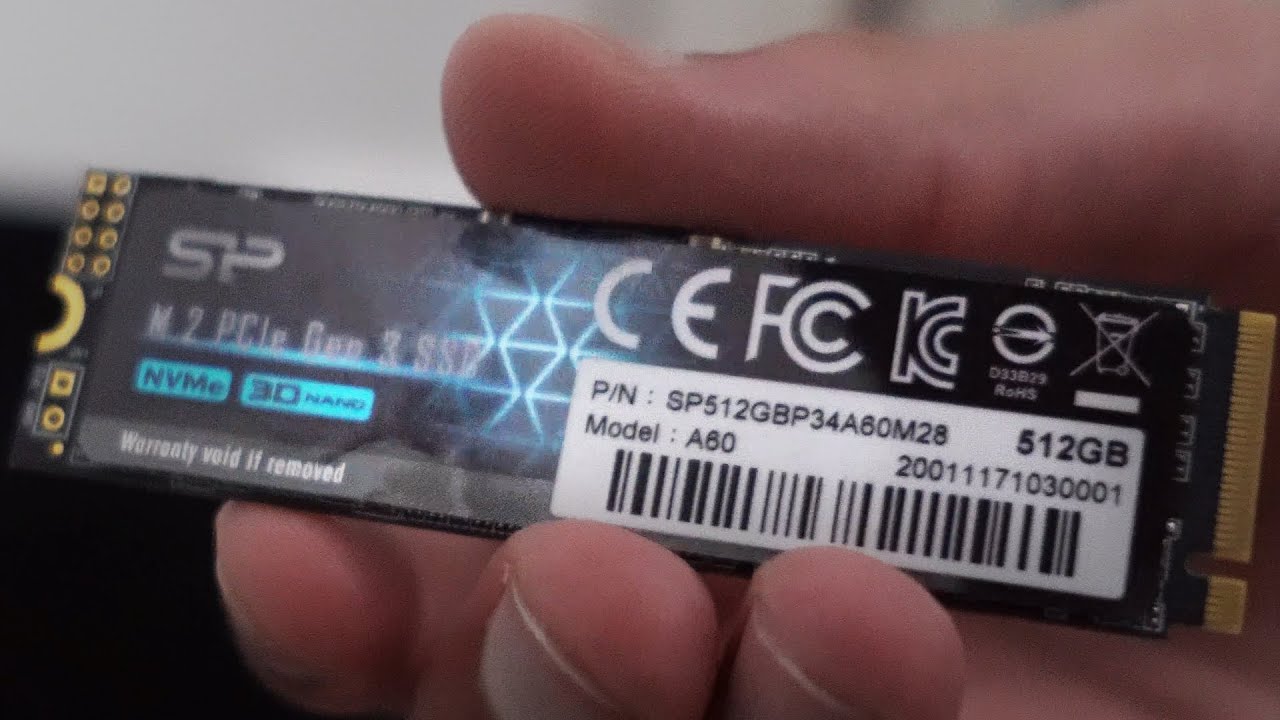 SP
M.2 PCIe Gen 3 SSD
NVMe 3D NAND
Warranty void if removed
CE FC KC
D33B29
RoHS
P/N : SP512GBP34A60M28 512GB
Model : A60
20011171030001